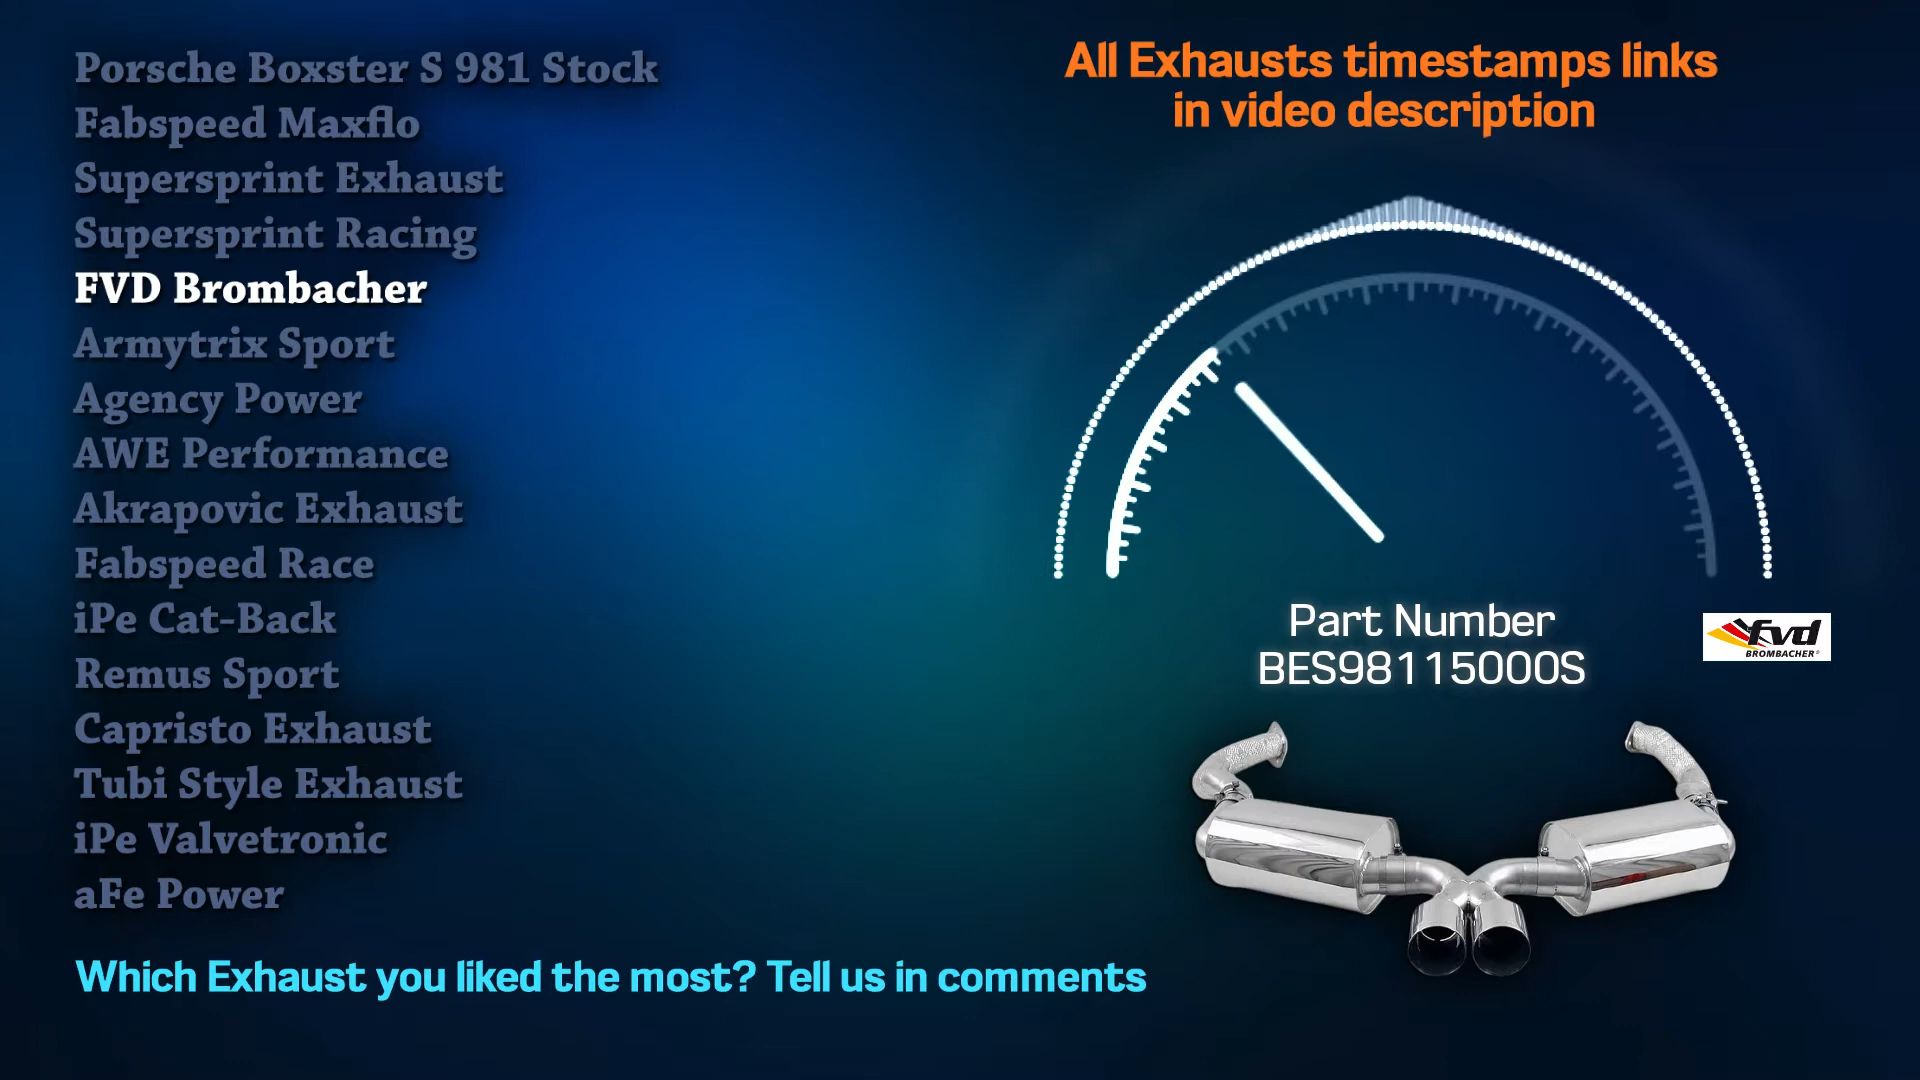 Porsche Boxster S 981 Stock
Fabspeed Maxflo
Supersprint Exhaust
Supersprint Racing
FVD Brombacher
Armytrix Sport
Agency Power
AWE Performance
Akrapovic Exhaust
Fabspeed Race
iPe Cat-Back
Remus Sport
Capristo Exhaust
Tubi Style Exhaust
iPe Valvetronic
aFe Power
Which Exhaust you liked the most? Tell us in comments
All Exhausts timestamps links
in video description
Part Number
BES98115000S
fvd
BROMBACHER®